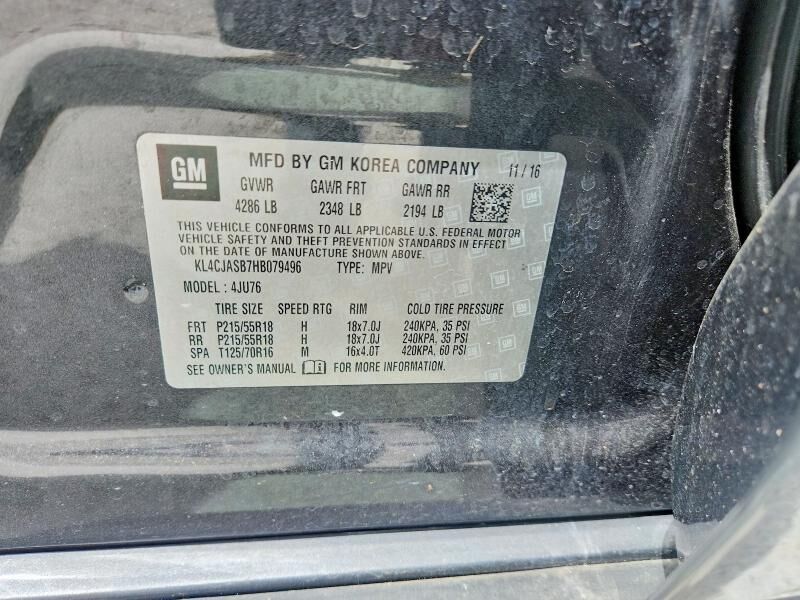 GM MFD BY GM KOREA COMPANY 11/16
GVWR GAWR FRT GAWR RR
4286 LB 2348 LB 2194 LB
THIS VEHICLE CONFORMS TO ALL APPLICABLE U.S. FEDERAL MOTOR
VEHICLE SAFETY AND THEFT PREVENTION STANDARDS IN EFFECT
ON THE DATE OF MANUFACTURE SHOWN ABOVE.
KL4CJASB7HB079496 TYPE: MPV
MODEL: 4JU76
TIRE SIZE SPEED RTG RIM COLD TIRE PRESSURE
FRT P215/55R18 H 18x7.0J 240KPA, 35 PSI
RR P215/55R18 H 18x7.0J 240KPA, 35 PSI
SPA T125/70R16 M 16x4.0T 420KPA, 60 PSI
SEE OWNER'S MANUAL FOR MORE INFORMATION.